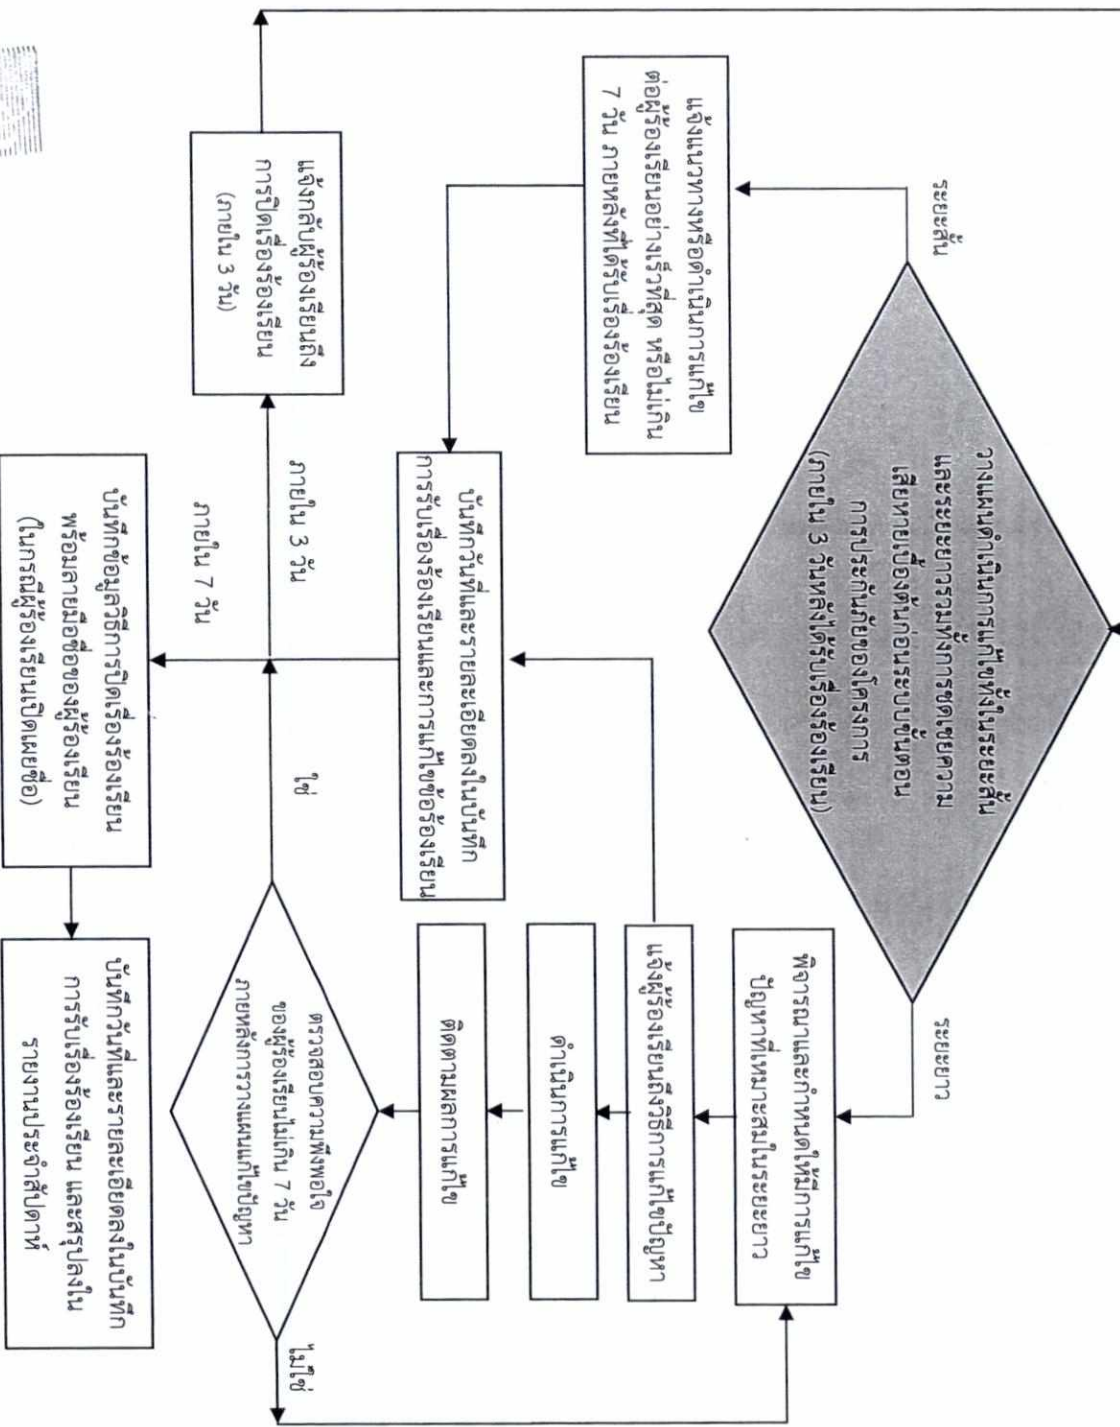 วางแผนดำเนินการแก้ไขทั้งในระยะสั้น
และระยะยาวรวมทั้งการชดเชยความ
เสียหายเบื้องต้นก่อนระบบขั้นตอน
การประกันภัยของโครงการ
(ภายใน 3 วันหลังได้รับเรื่องร้องเรียน)
ระยะสั้น
ระยะยาว
แจ้งแนวทางหรือดำเนินการแก้ไข
ต่อผู้ร้องเรียนอย่างเร็วที่สุด หรือไม่เกิน
7 วัน ภายหลังที่ได้รับเรื่องร้องเรียน
พิจารณาและกำหนดให้มีการแก้ไข
ปัญหาที่เหมาะสมในระยะยาว
แจ้งผู้ร้องเรียนถึงวิธีการแก้ไขปัญหา
ดำเนินการแก้ไข
บันทึกวันที่และรายละเอียดลงในบันทึก
การรับเรื่องร้องเรียนและการแก้ไขข้อร้องเรียน
ติดตามผลการแก้ไข
ตรวจสอบความพึงพอใจ
ของผู้ร้องเรียนไม่เกิน 7 วัน
ภายหลังการวางแผนแก้ไขปัญหา
ใช่
ไม่ใช่
ภายใน 3 วัน
ภายใน 7 วัน
แจ้งกลับผู้ร้องเรียนถึง
การปิดเรื่องร้องเรียน
(ภายใน 3 วัน)
บันทึกข้อมูลวิธีการปิดเรื่องร้องเรียน
พร้อมลายมือชื่อของผู้ร้องเรียน
(ในกรณีผู้ร้องเรียนเปิดเผยชื่อ)
บันทึกวันที่และรายละเอียดลงในบันทึก
การรับเรื่องร้องเรียน และสรุปลงใน
รายงานประจำสัปดาห์